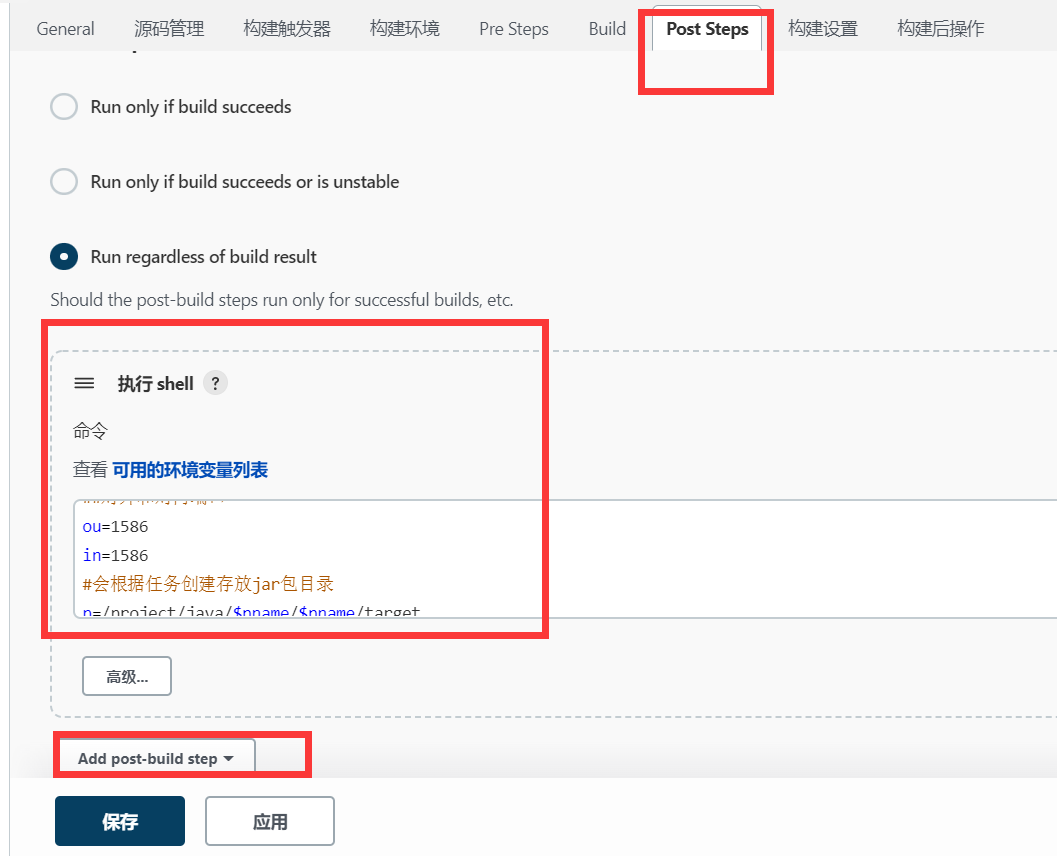 General 源码管理 构建触发器 构建环境 Pre Steps Build Post Steps 构建设置 构建后操作
Run only if build succeeds
Run only if build succeeds or is unstable
Run regardless of build result
Should the post-build steps run only for successful builds, etc.
执行 shell ?
命令
查看 可用的环境变量列表
ou=1586
in=1586
#会根据任务创建存放jar包目录
p=/project/java/$pname/$pname/target
高级...
Add post-build step
保存 应用